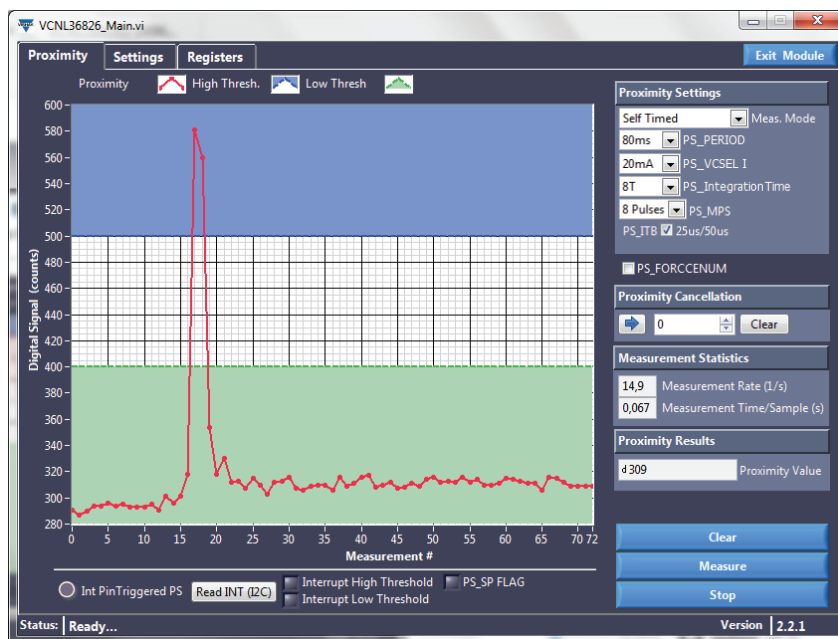 VCNL36826_Main.vi
Proximity Settings Registers Exit Module
Proximity High Thresh. Low Thresh
Digital Signal (counts)
600
580
560
540
520
500
480
460
440
420
400
380
360
340
320
300
280
0 5 10 15 20 25 30 35 40 45 50 55 60 65 70 72
Measurement #
Proximity Settings
Self Timed Meas. Mode
80ms PS_PERIOD
20mA PS_VCSEL I
8T PS_IntegrationTime
8 Pulses PS_MPS
PS_ITB 25us/50us
PS_FORCCENUM
Proximity Cancellation
0 Clear
Measurement Statistics
14,9 Measurement Rate (1/s)
0,067 Measurement Time/Sample (s)
Proximity Results
d 309 Proximity Value
Clear
Measure
Stop
Int PinTriggered PS Read INT (I2C) Interrupt High Threshold PS_SP FLAG
Interrupt Low Threshold
Status: Ready... Version 2.2.1